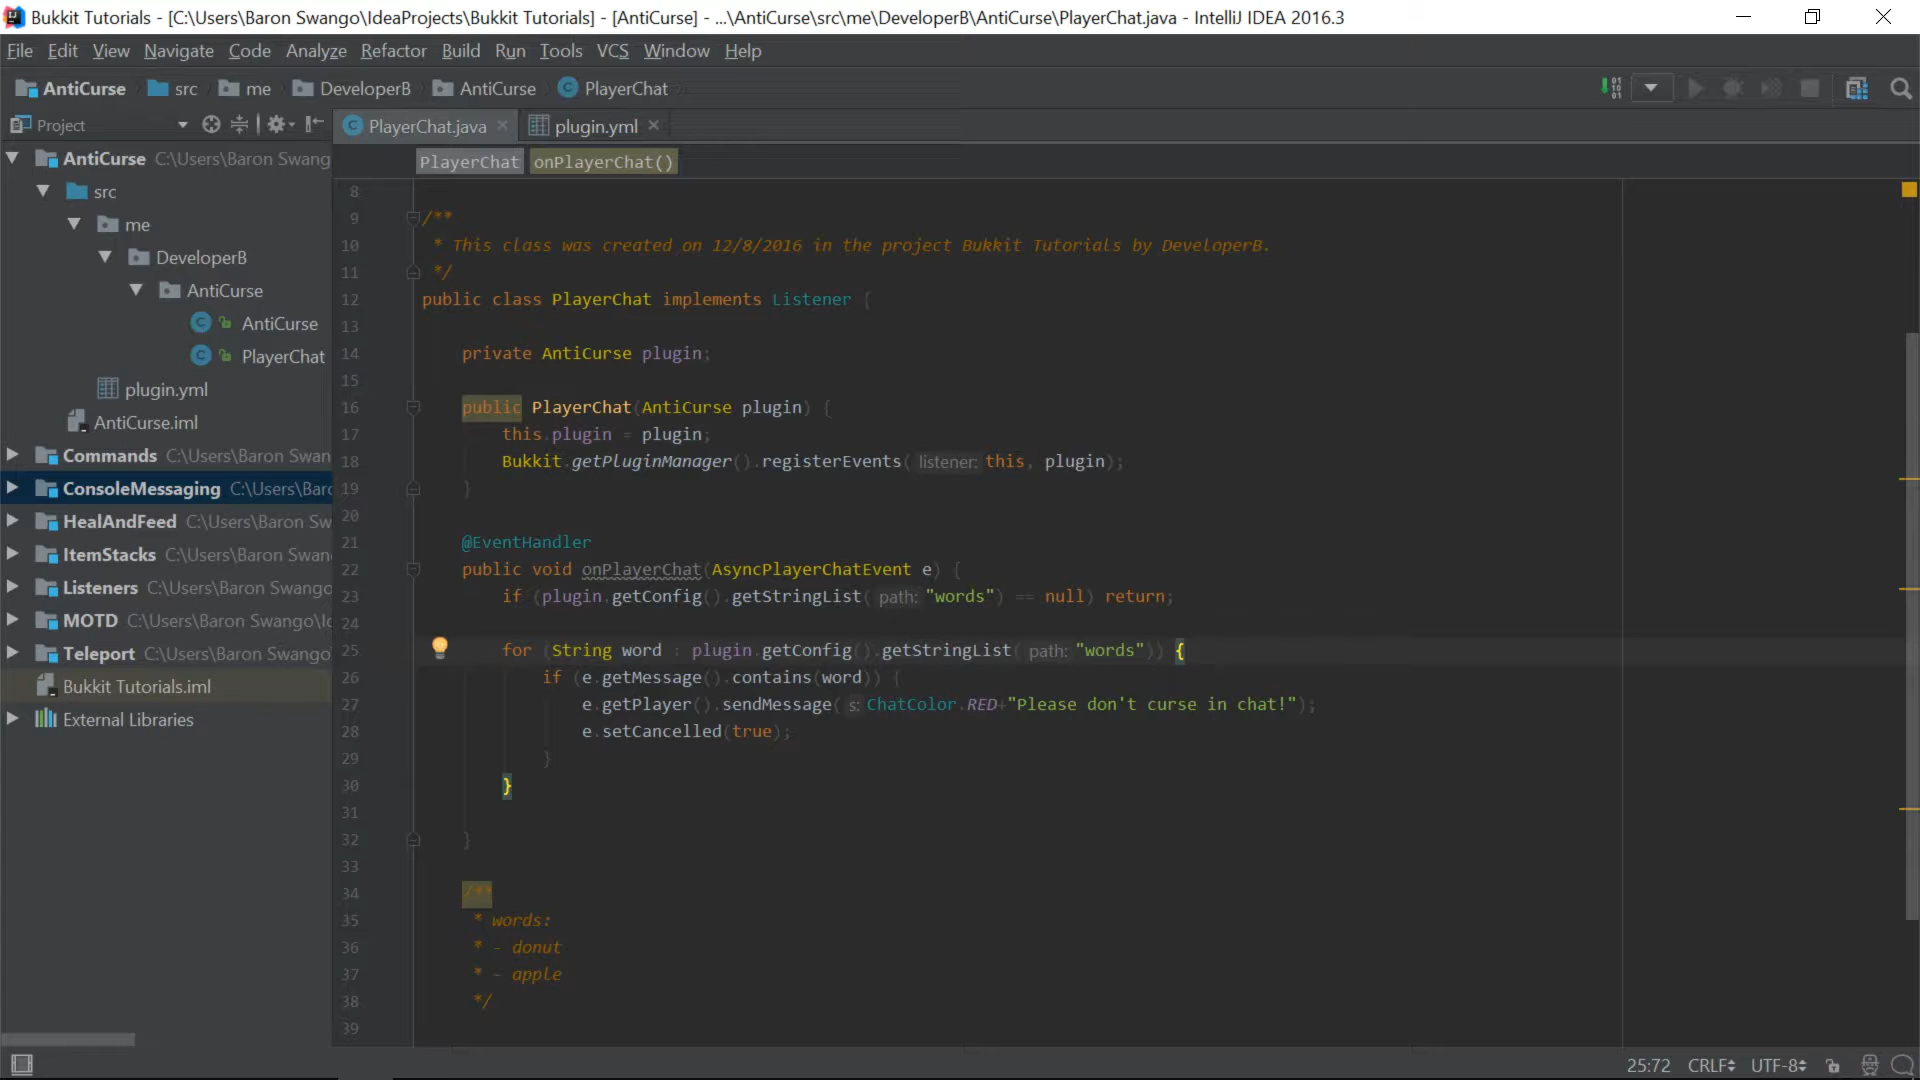 Bukkit Tutorials - [C:\Users\Baron Swango\IdeaProjects\Bukkit Tutorials] - [AntiCurse] - ...\AntiCurse\src\me\DeveloperB\AntiCurse\PlayerChat.java - IntelliJ IDEA 2016.3
File Edit View Navigate Code Analyze Refactor Build Run Tools VCS Window Help
AntiCurse src me DeveloperB AntiCurse PlayerChat
Project
PlayerChat.java plugin.yml
AntiCurse C:\Users\Baron Swang
src
me
DeveloperB
AntiCurse
AntiCurse
PlayerChat
plugin.yml
AntiCurse.iml
Commands C:\Users\Baron Swan
ConsoleMessaging C:\Users\Barc
HealAndFeed C:\Users\Baron Sw
ItemStacks C:\Users\Baron Swan
Listeners C:\Users\Baron Swango
MOTD C:\Users\Baron Swango\Ic
Teleport C:\Users\Baron Swango
Bukkit Tutorials.iml
External Libraries
PlayerChat onPlayerChat()
8
9 /**
10 * This class was created on 12/8/2016 in the project Bukkit Tutorials by DeveloperB.
11 */
12 public class PlayerChat implements Listener {
13
14 private AntiCurse plugin;
15
16 public PlayerChat(AntiCurse plugin) {
17 this.plugin = plugin;
18 Bukkit.getPluginManager().registerEvents( listener: this, plugin);
19 }
20
21 @EventHandler
22 public void onPlayerChat(AsyncPlayerChatEvent e) {
23 if (plugin.getConfig().getStringList( path: "words") == null) return;
24
25 for (String word : plugin.getConfig().getStringList( path: "words")) {
26 if (e.getMessage().contains(word)) {
27 e.getPlayer().sendMessage( s: ChatColor.RED+"Please don't curse in chat!");
28 e.setCancelled(true);
29 }
30 }
31
32 }
33
34 /**
35 * words:
36 * - donut
37 * - apple
38 */
39
25:72 CRLF UTF-8